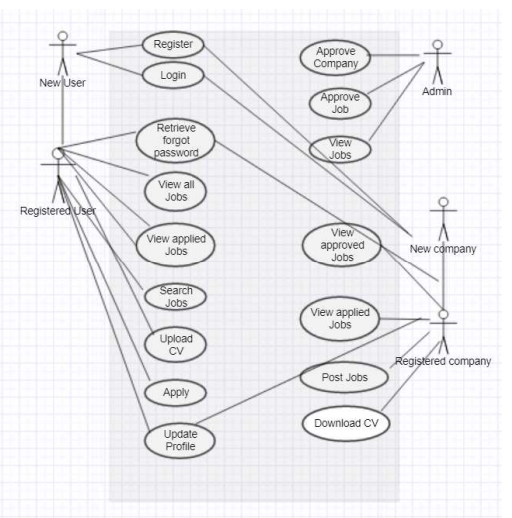 Register
Login
New User
Retrieve
forgot
password
View all
Jobs
Registered User
View applied
Jobs
Search
Jobs
Upload
CV
Apply
Update
Profile
Approve
Company
Approve
Job
View
Jobs
Admin
View
approved
Jobs
New company
View applied
Jobs
Registered company
Post Jobs
Download CV